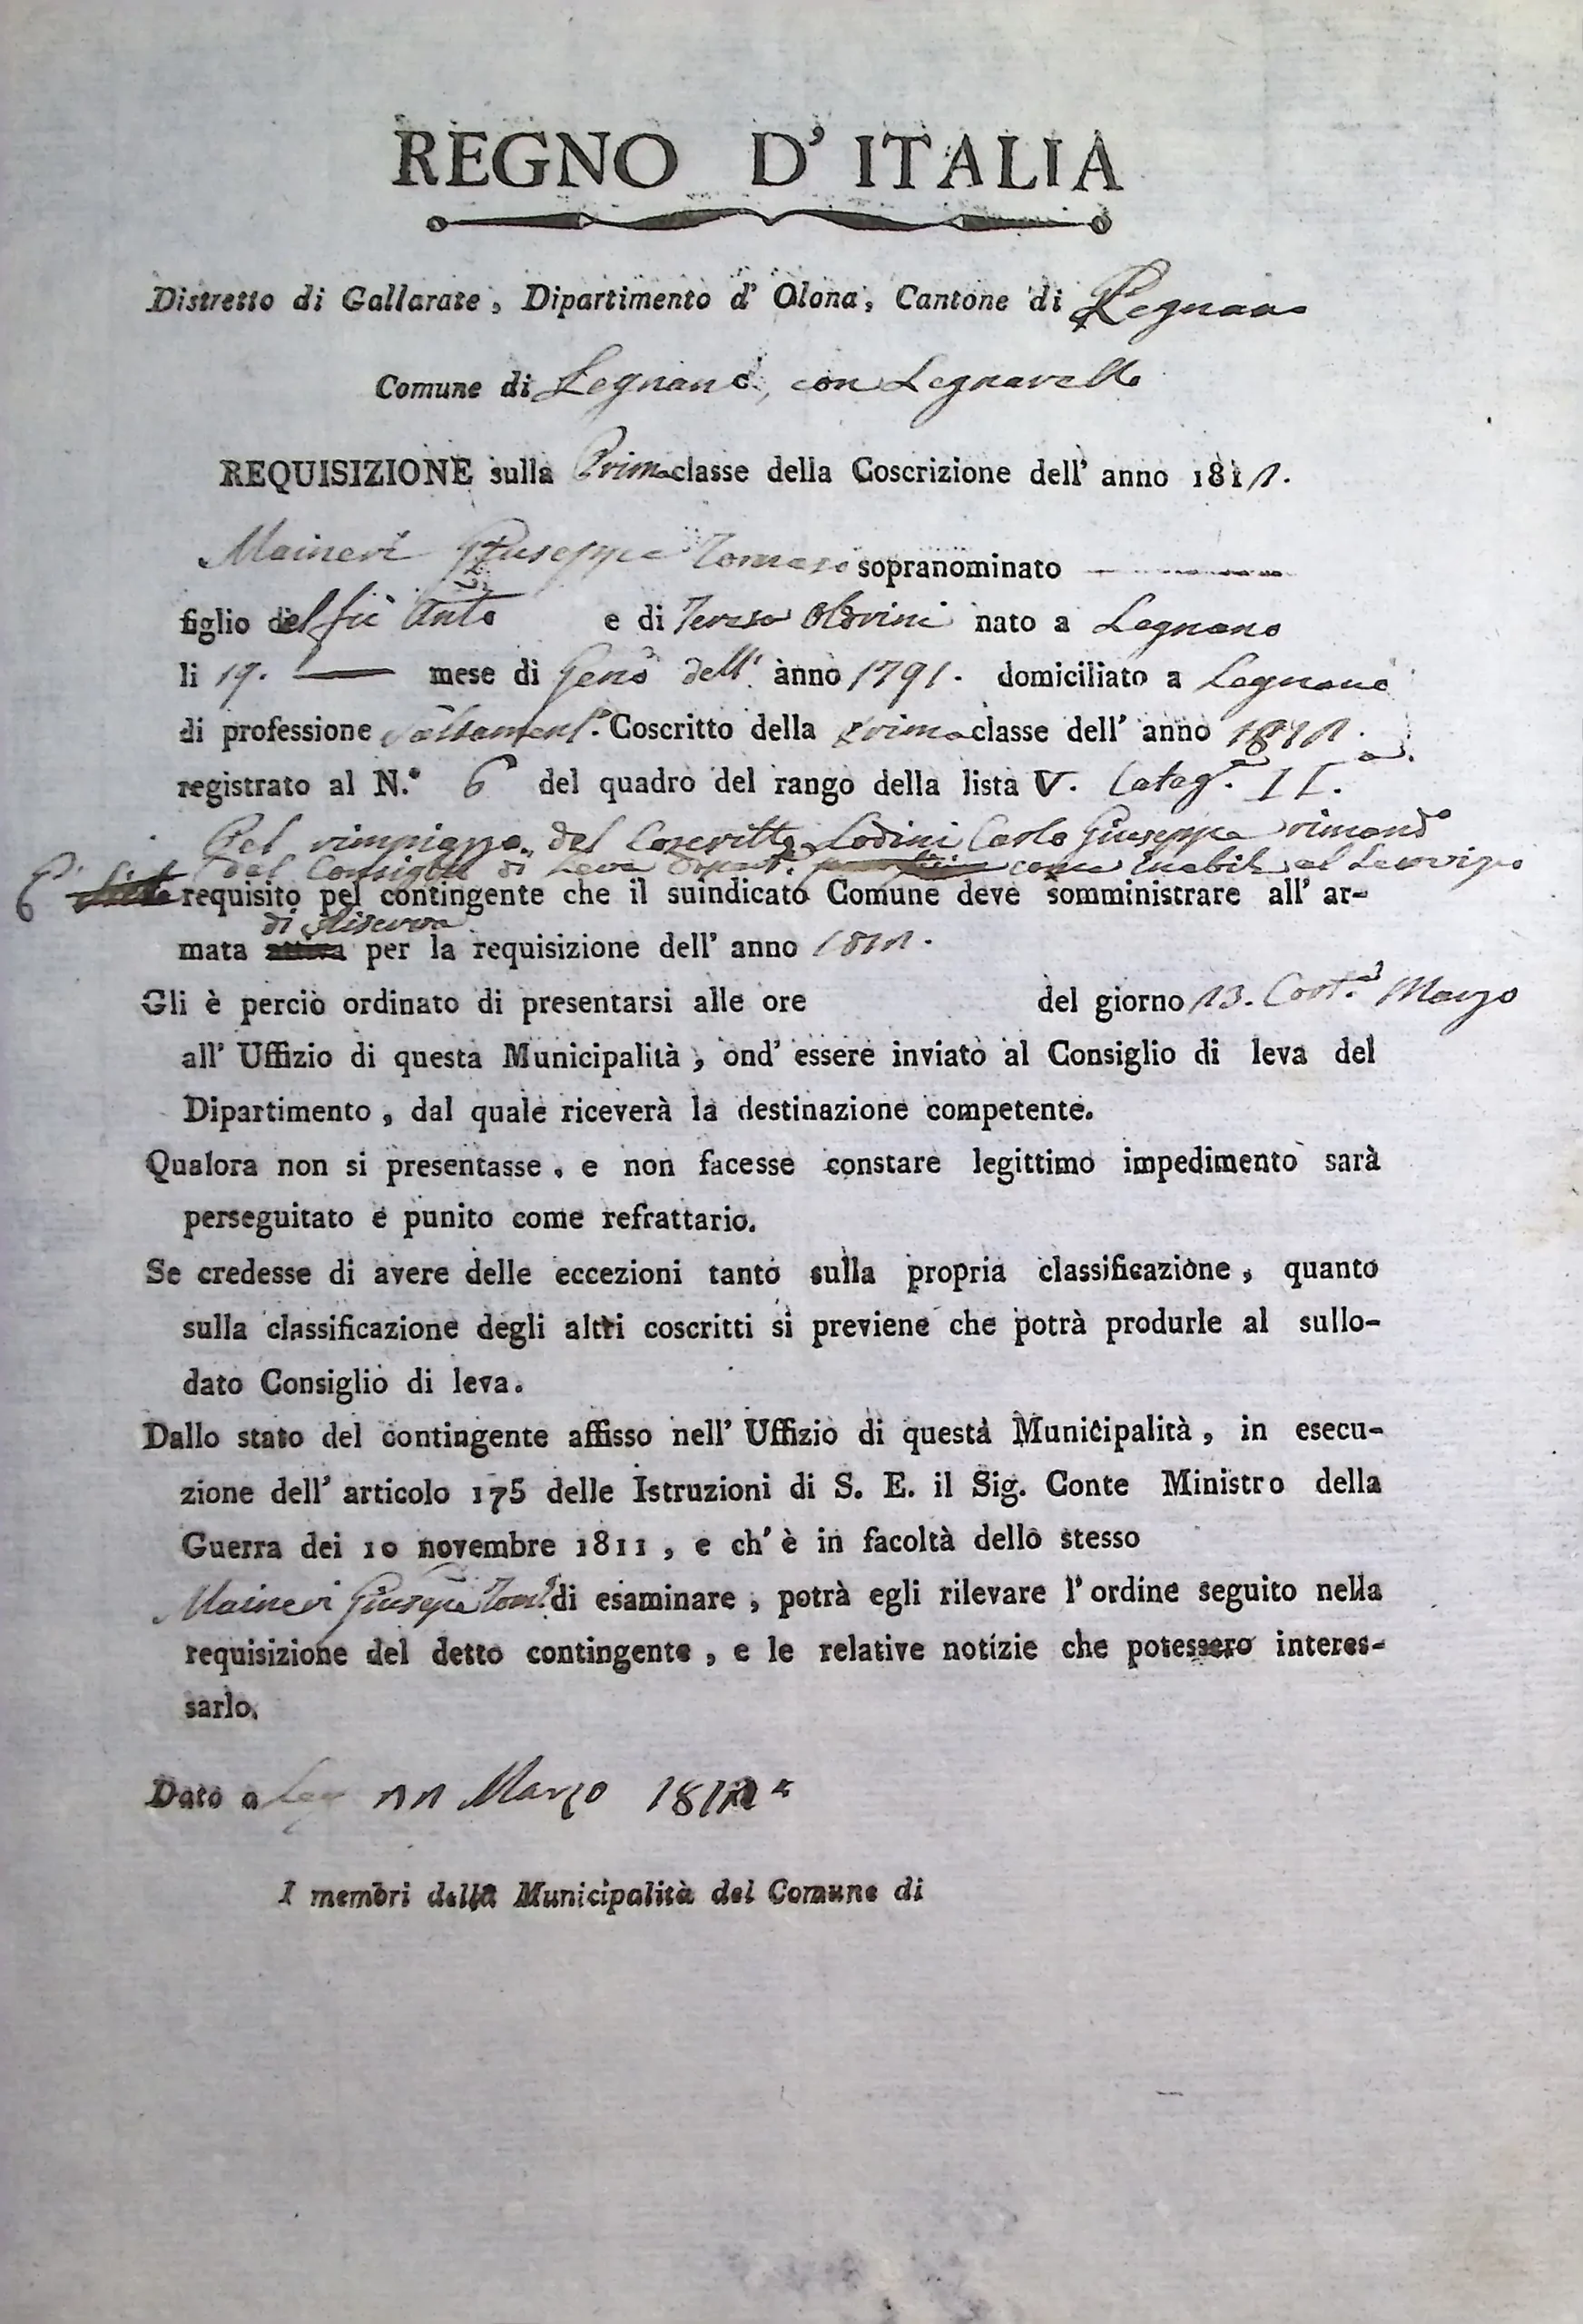 REGNO D' ITALIA
Distretto di Gallarate, Dipartimento d' Olona, Cantone di Legnano
Comune di Legnano, con Legnarello
REQUISIZIONE sulla Prima classe della Coscrizione dell' anno 1811.
Maineri Giuseppe Tomaso sopranominato
figlio del fù Anto e di Teresa nato a Legnano
li 19. mese di Geno dell' anno 1791. domiciliato a Legnano
di professione Coscritto della prima classe dell' anno 1811.
registrato al N.° 6 del quadro del rango della lista V. Categ.a II.a
Pel rimpiazzo del Coscritto Lodini Carlo Giuseppe rimand.o
dal Consiglio di Leva Dipart. come Inabile al Servizio
È requisito pel contingente che il suindicato Comune deve somministrare all' ar-
di Riserva
mata attiva per la requisizione dell' anno 1811.
Gli è perciò ordinato di presentarsi alle ore del giorno 13. Corr.e Marzo
all' Uffizio di questa Municipalità, ond' essere inviato al Consiglio di leva del
Dipartimento, dal quale riceverà la destinazione competente.
Qualora non si presentasse, e non facesse constare legittimo impedimento sarà
perseguitato e punito come refrattario.
Se credesse di avere delle eccezioni tanto sulla propria classificazione, quanto
sulla classificazione degli altri coscritti si previene che potrà produrle al sullo-
dato Consiglio di leva.
Dallo stato del contingente affisso nell' Uffizio di questa Municipalità, in esecu-
zione dell' articolo 175 delle Istruzioni di S. E. il Sig. Conte Ministro della
Guerra dei 10 novembre 1811, e ch' è in facoltà dello stesso
Maineri Giuseppe Tom.o di esaminare, potrà egli rilevare l' ordine seguito nella
requisizione del detto contingente, e le relative notizie che potessero interes-
sarlo.
Dato a Leg 11 Marzo
I membri della Municipalità del Comune di